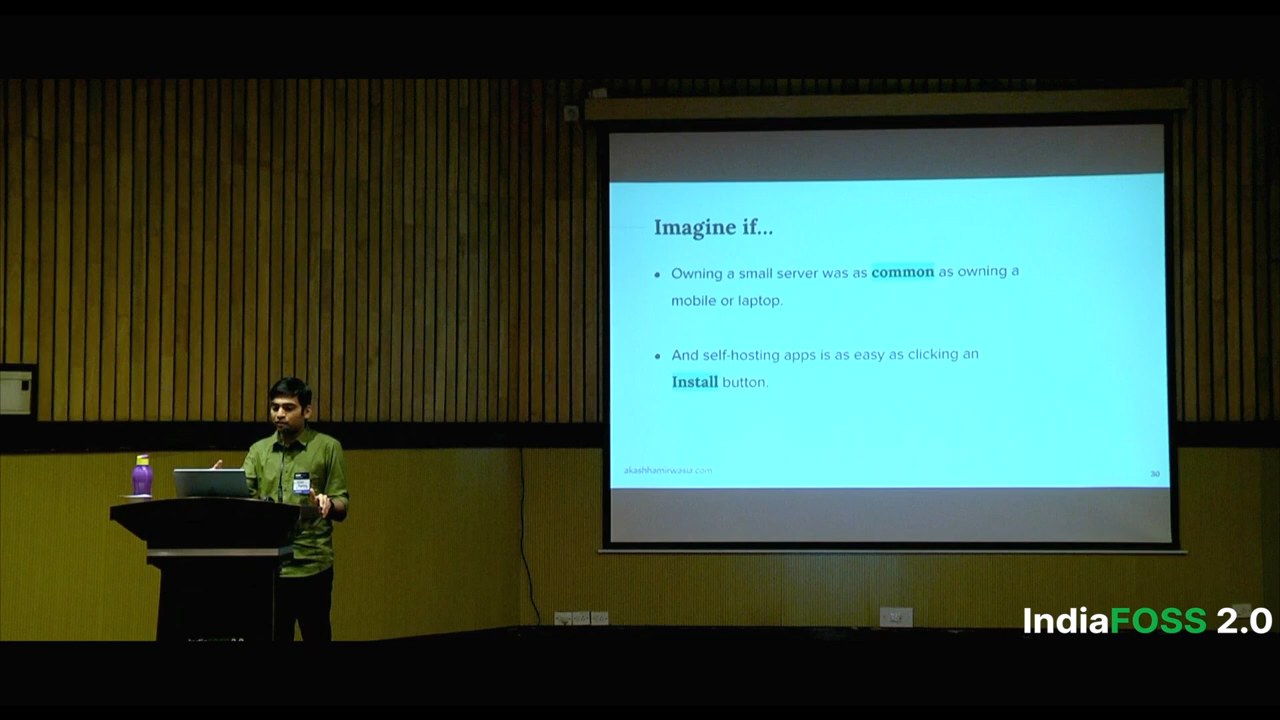 Imagine if...
• Owning a small server was as common as owning a
mobile or laptop.
• And self-hosting apps is as easy as clicking an
Install button.
akashhamirwasia.com
30
IndiaFOSS 2.0